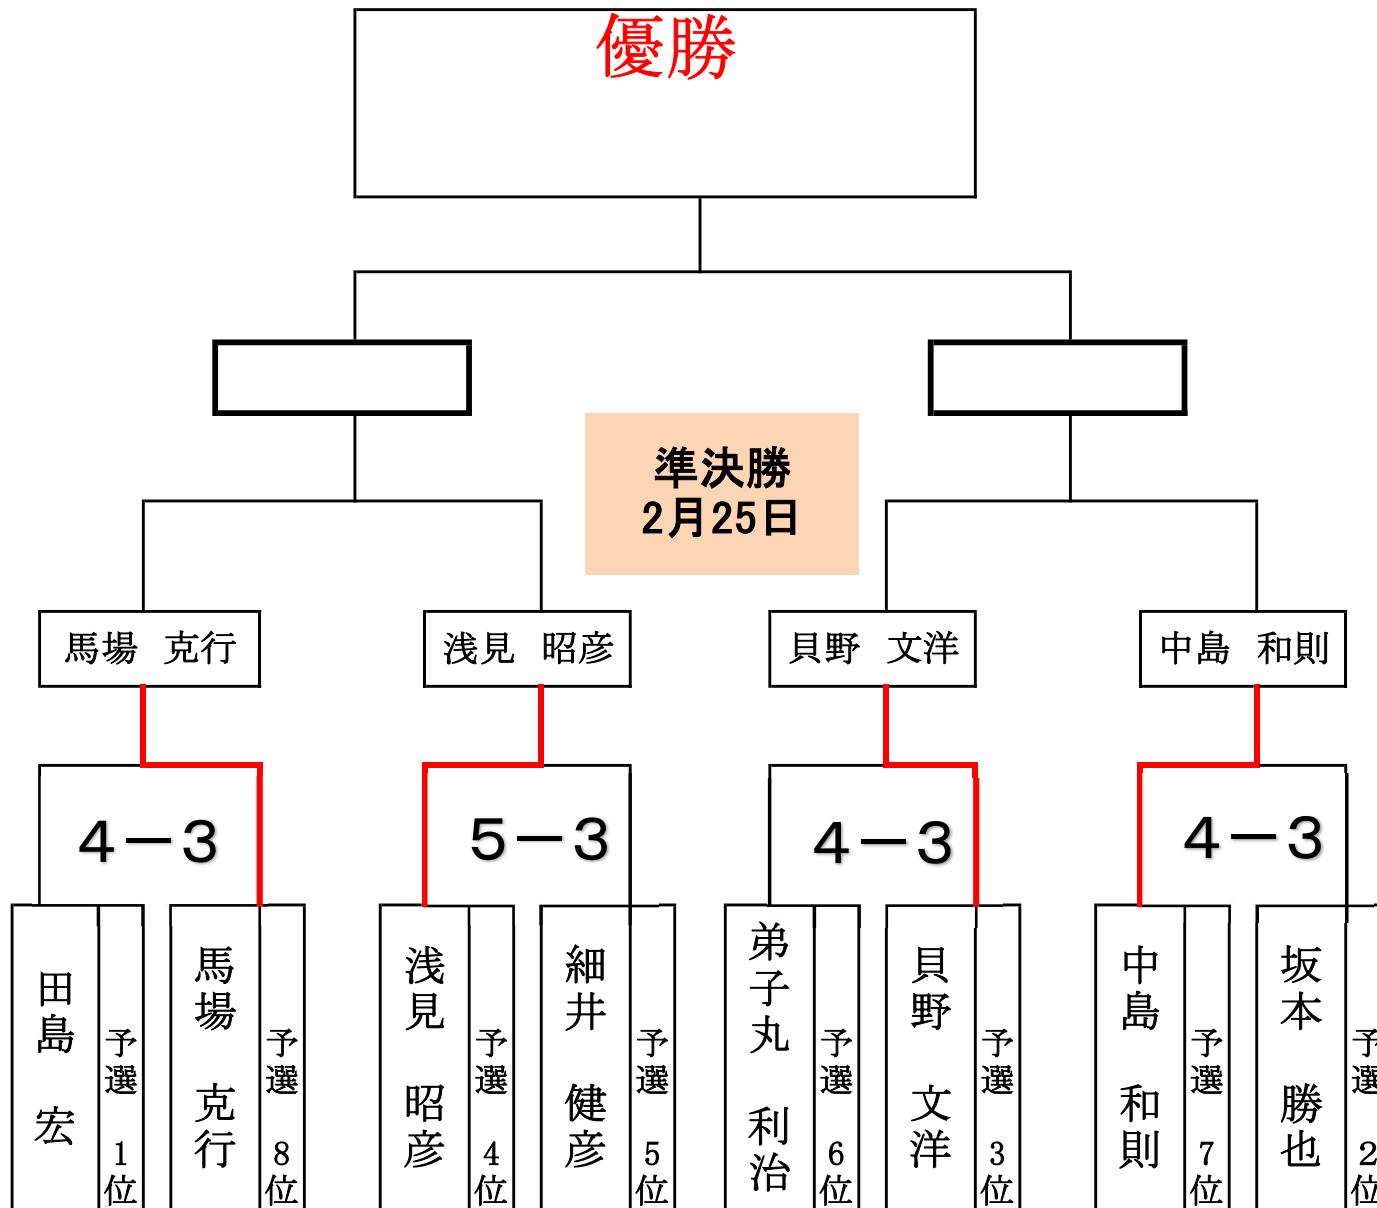 優勝
準決勝
2月25日
馬場　克行
浅見　昭彦
貝野　文洋
中島　和則
4－3
5－3
4－3
4－3
田島　宏
予選　1位
馬場　克行
予選　8位
浅見　昭彦
予選　4位
細井　健彦
予選　5位
弟子丸　利治
予選　6位
貝野　文洋
予選　3位
中島　和則
予選　7位
坂本　勝也
予選　2位